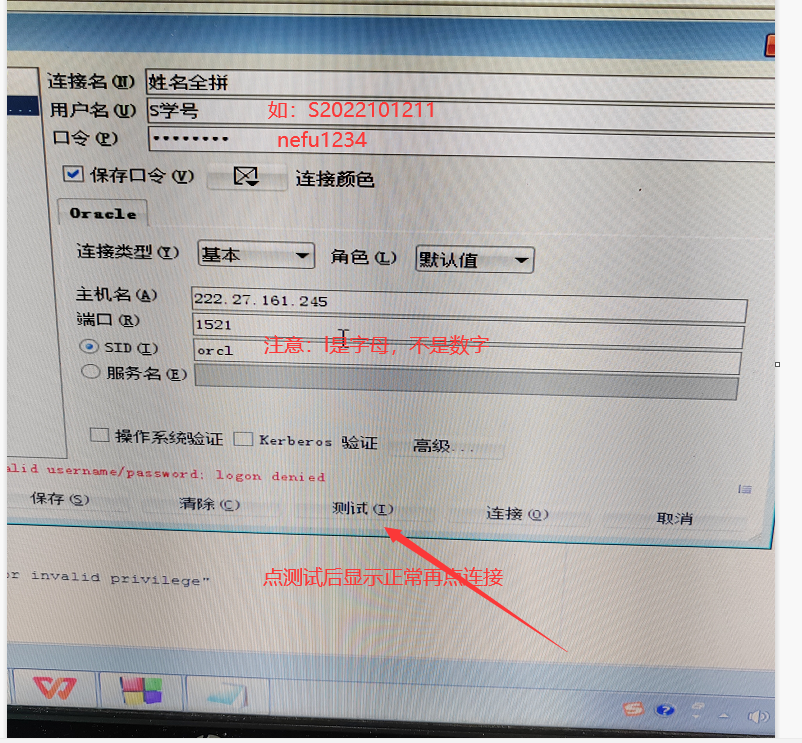 连接名(N) 姓名全拼
用户名(U) S学号 如：S2022101211
口令(P) •••••••• nefu1234
保存口令(V) 连接颜色
Oracle
连接类型(Y) 基本 角色(L) 默认值
主机名(A) 222.27.161.245
端口(R) 1521
SID(I) orcl 注意：l是字母，不是数字
服务名(E)
操作系统验证 Kerberos 验证 高级...
username/password; logon denied
保存(S) 清除(C) 测试(T) 连接(O) 取消
invalid privilege"
点测试后显示正常再点连接